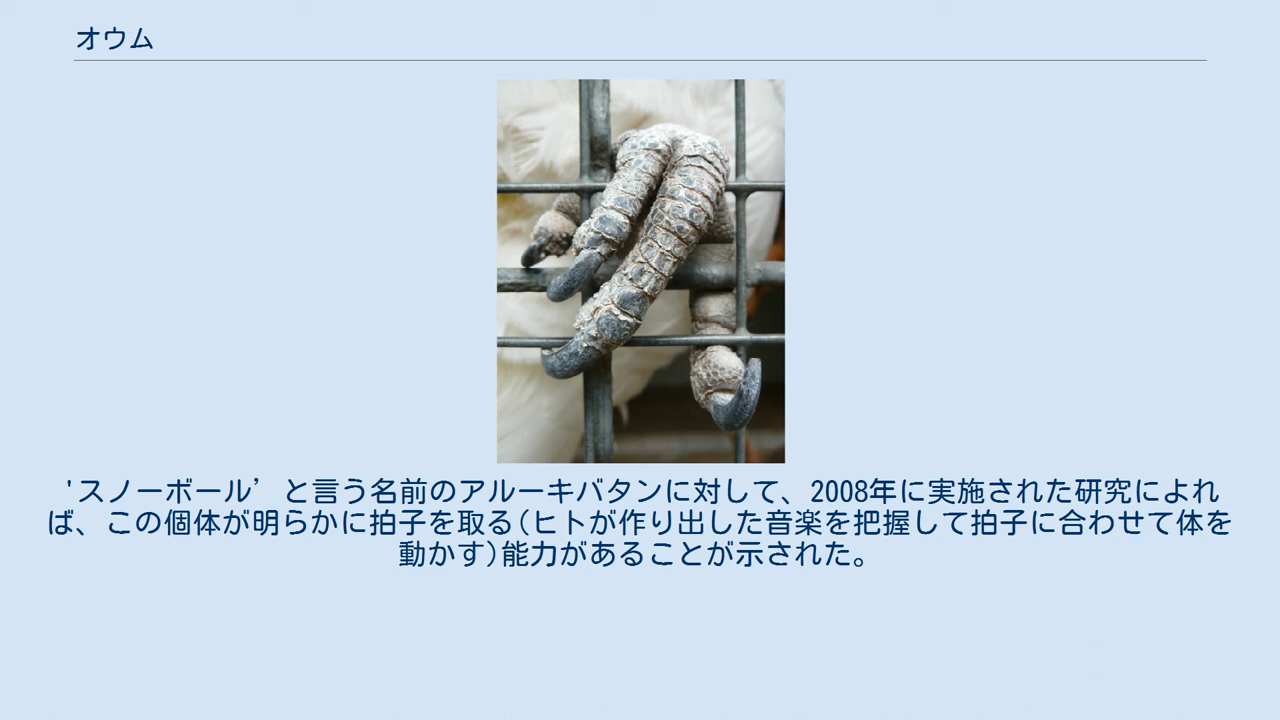 オウム
'スノーボール’と言う名前のアルーキバタンに対して、2008年に実施された研究によれ
ば、この個体が明らかに拍子を取る(ヒトが作り出した音楽を把握して拍子に合わせて体を
動かす)能力があることが示された。